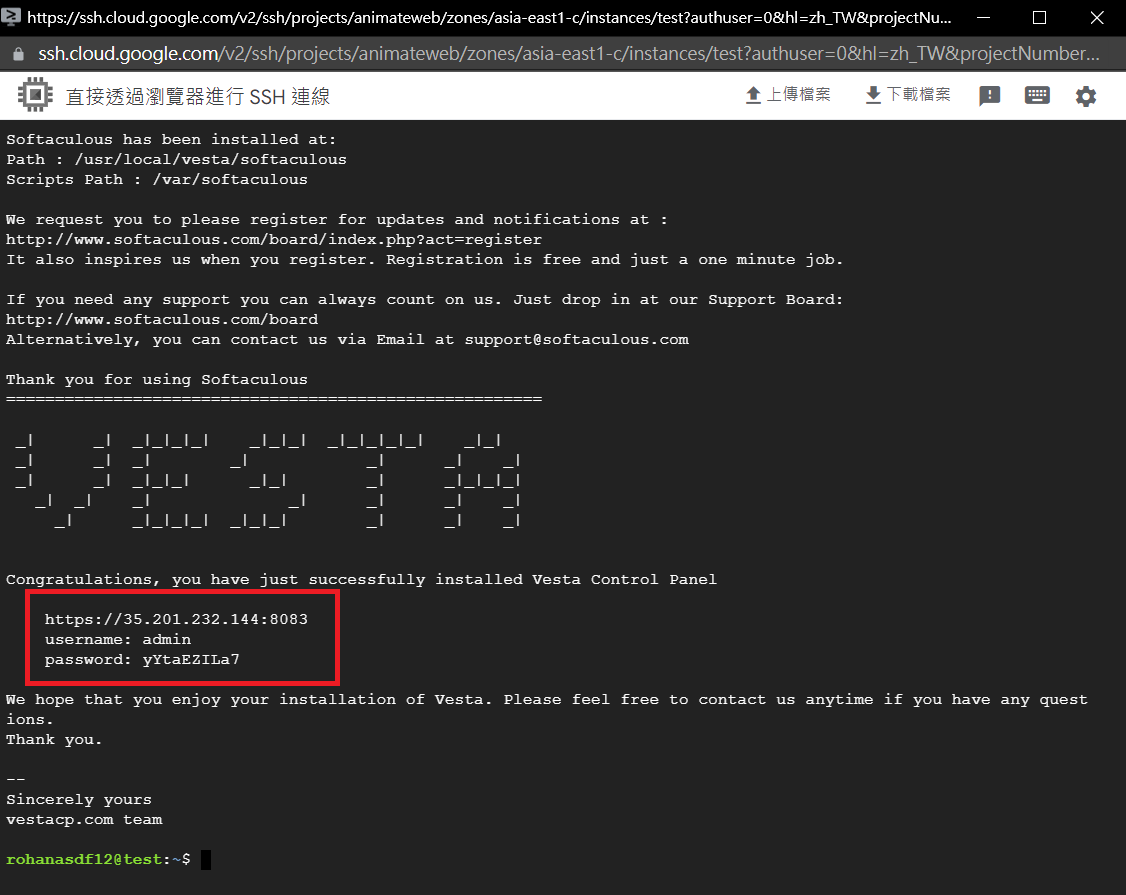 https://ssh.cloud.google.com/v2/ssh/projects/animateweb/zones/asia-east1-c/instances/test?authuser=0&hl=zh_TW&projectNu...
ssh.cloud.google.com/v2/ssh/projects/animateweb/zones/asia-east1-c/instances/test?authuser=0&hl=zh_TW&projectNumber...
直接透過瀏覽器進行 SSH 連線 上傳檔案 下載檔案
Softaculous has been installed at:
Path : /usr/local/vesta/softaculous
Scripts Path : /var/softaculous
We request you to please register for updates and notifications at :
http://www.softaculous.com/board/index.php?act=register
It also inspires us when you register. Registration is free and just a one minute job.
If you need any support you can always count on us. Just drop in at our Support Board:
http://www.softaculous.com/board
Alternatively, you can contact us via Email at support@softaculous.com
Thank you for using Softaculous
=======================================================
VESTA
Congratulations, you have just successfully installed Vesta Control Panel
https://35.201.232.144:8083
username: admin
password: yYtaEZILa7
We hope that you enjoy your installation of Vesta. Please feel free to contact us anytime if you have any quest
ions.
Thank you.
--
Sincerely yours
vestacp.com team
rohanasdf12@test:~$